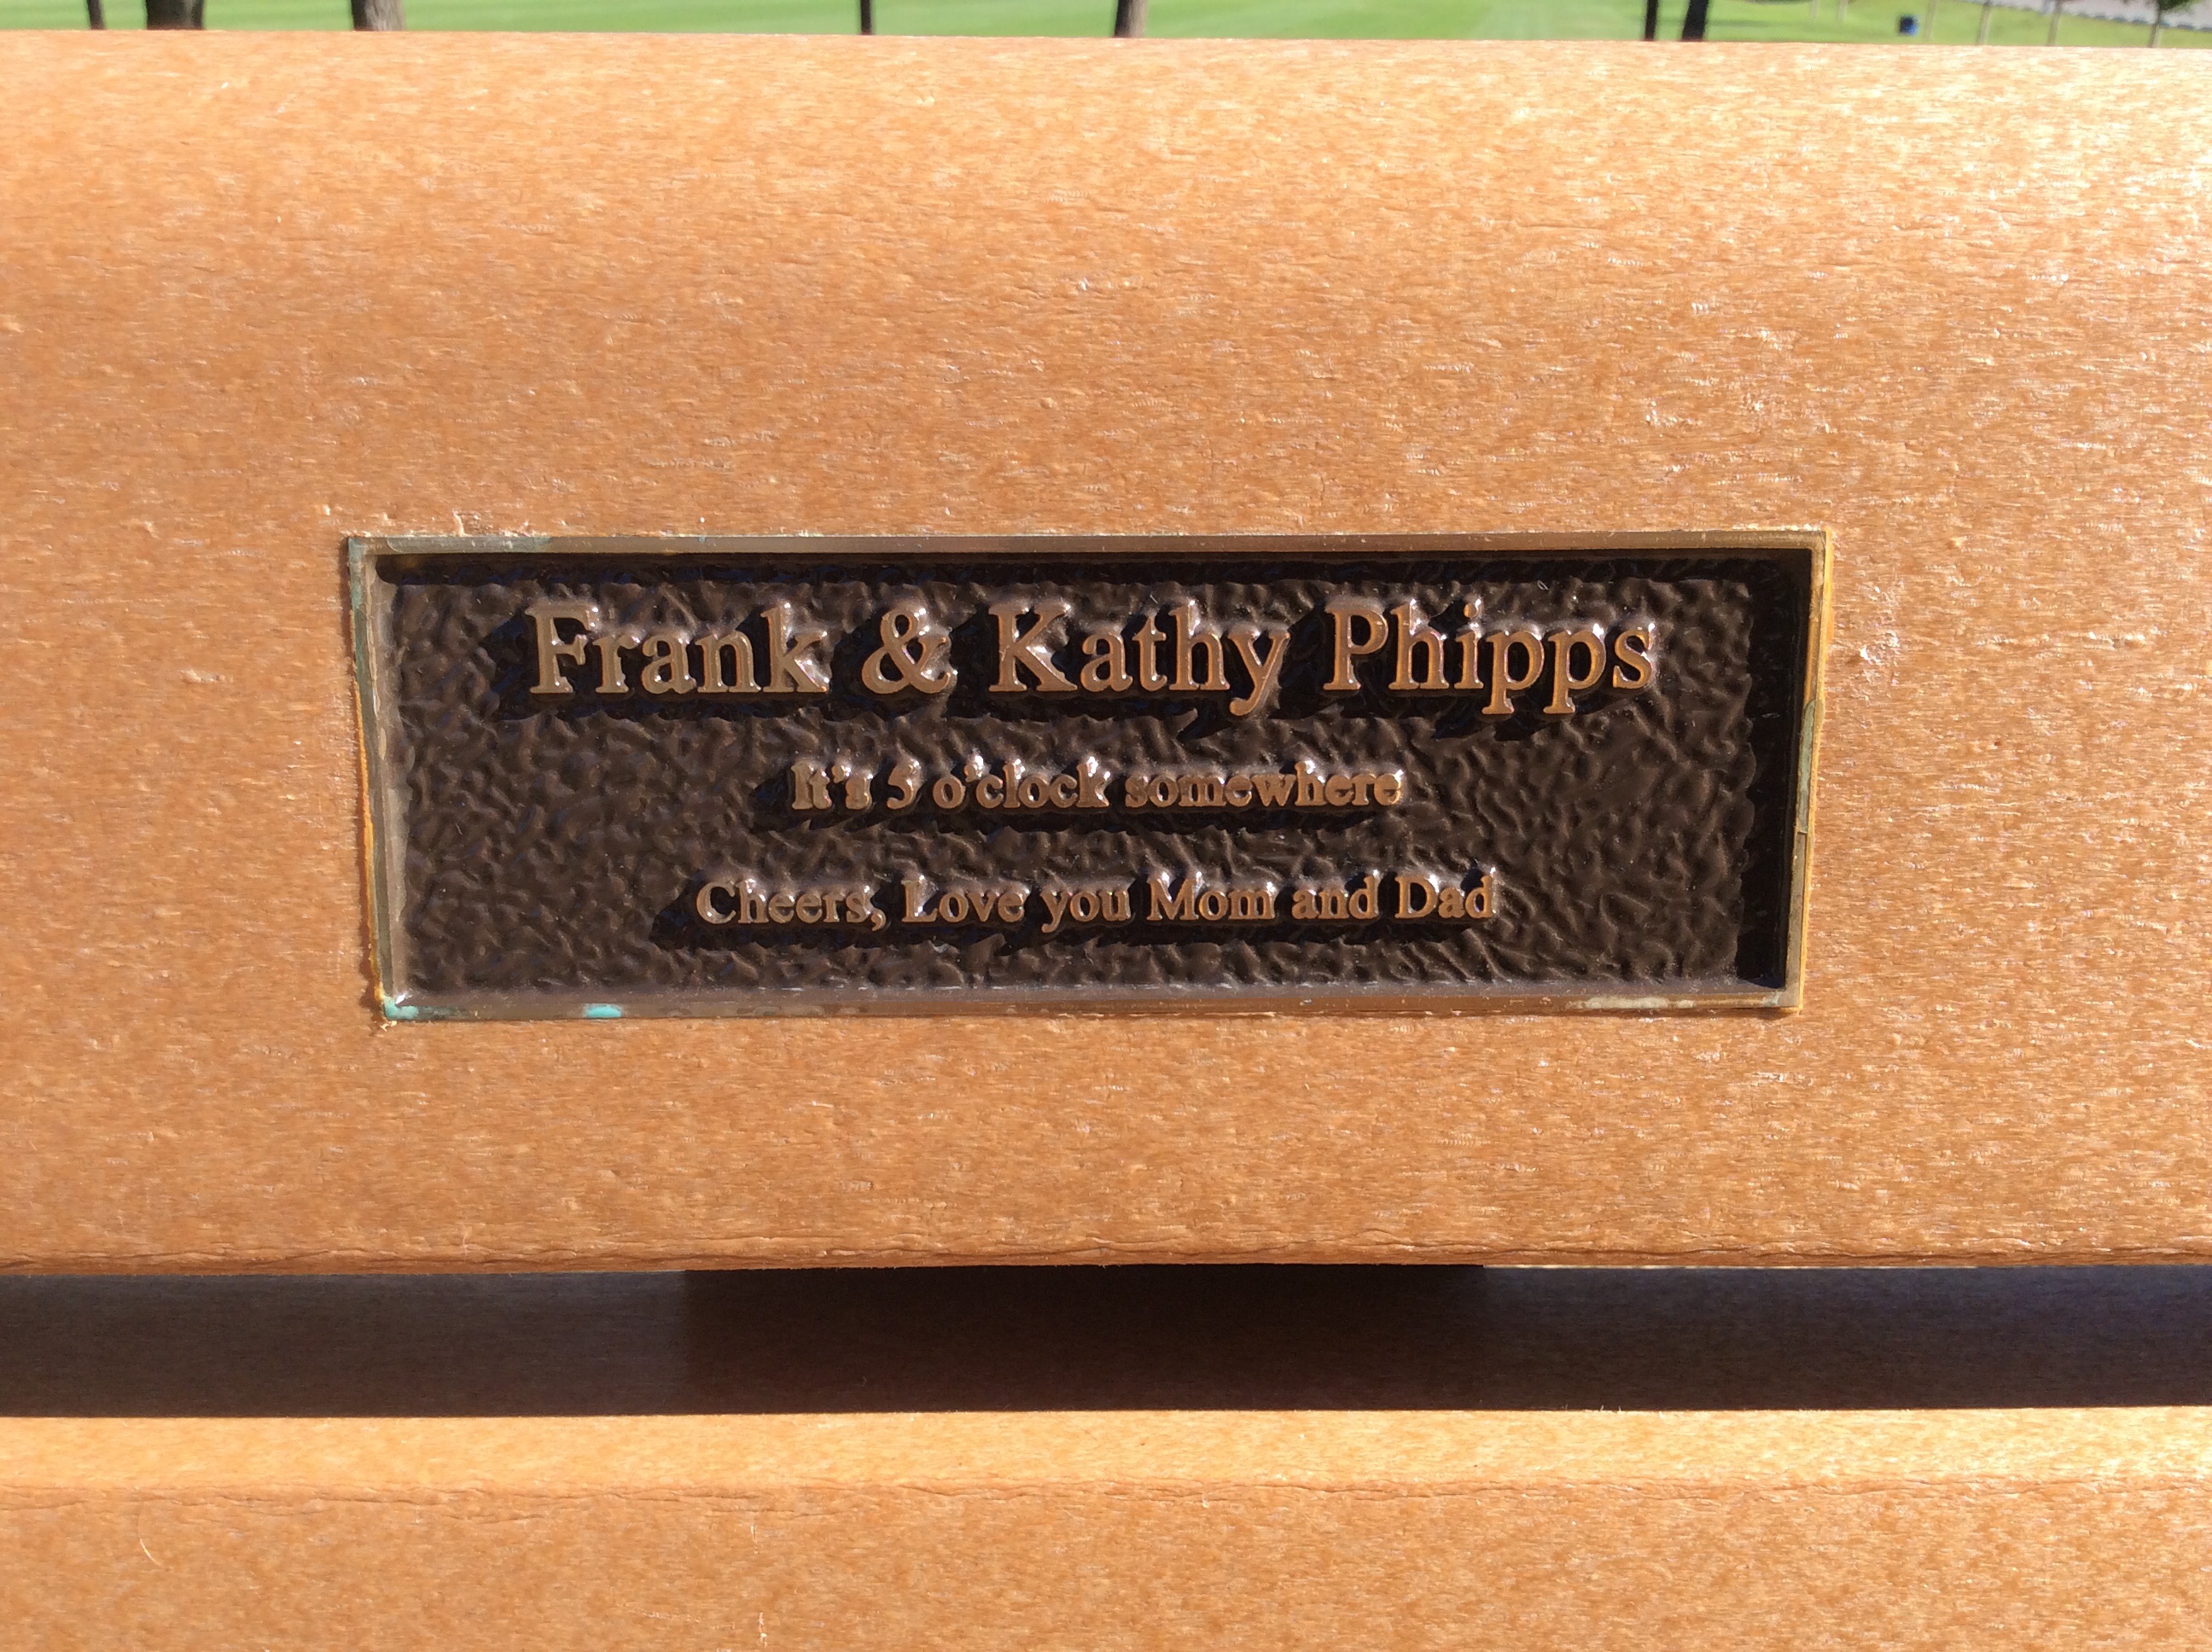 Frank & Kathy Phipps
It's 5 o'clock somewhere
Cheers, Love you Mom and Dad